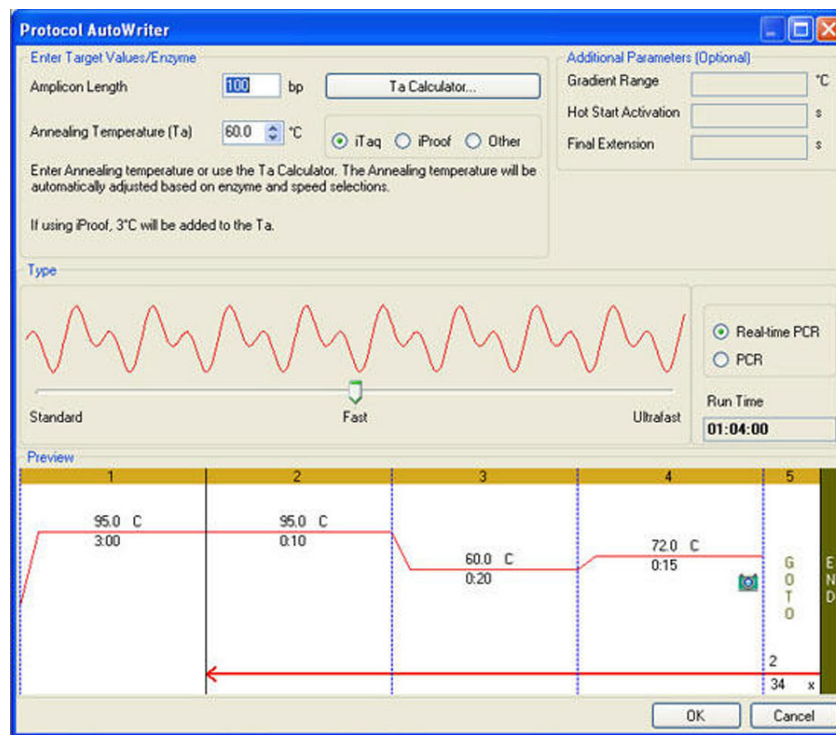 Protocol AutoWriter
Enter Target Values/Enzyme
Amplicon Length 100 bp Ta Calculator...
Annealing Temperature (Ta) 60.0 °C iTaq iProof Other
Enter Annealing temperature or use the Ta Calculator. The Annealing temperature will be
automatically adjusted based on enzyme and speed selections.
If using iProof, 3°C will be added to the Ta.
Additional Parameters (Optional)
Gradient Range °C
Hot Start Activation s
Final Extension s
Type
Standard Fast Ultrafast
Real-time PCR
PCR
Run Time
01:04:00
Preview
1 2 3 4 5
95.0 C
3:00
95.0 C
0:10
60.0 C
0:20
72.0 C
0:15
GOTO
2
34 x
END
OK Cancel